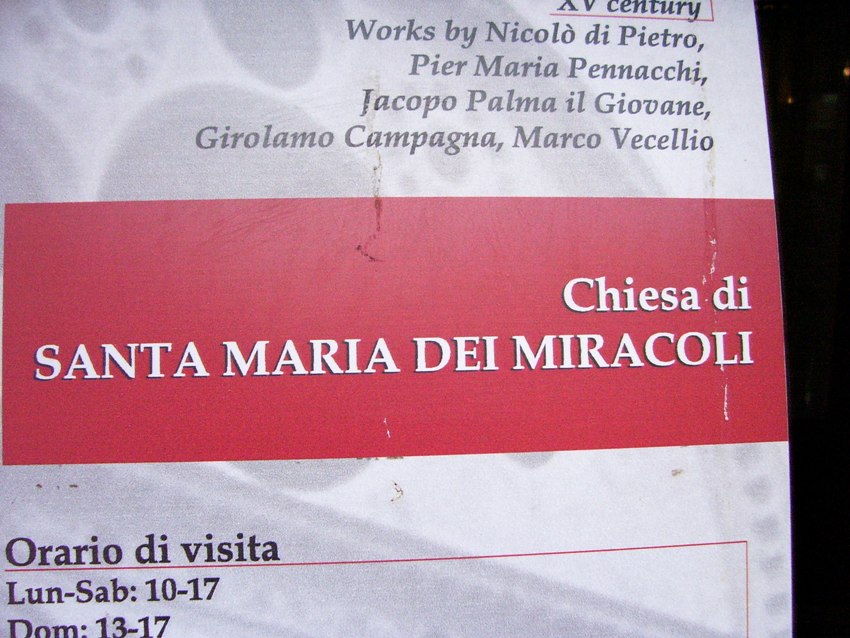 XV century
Works by Nicolò di Pietro,
Pier Maria Pennacchi,
Jacopo Palma il Giovane,
Girolamo Campagna, Marco Vecellio
Chiesa di
SANTA MARIA DEI MIRACOLI
Orario di visita
Lun-Sab: 10-17
Dom: 13-17